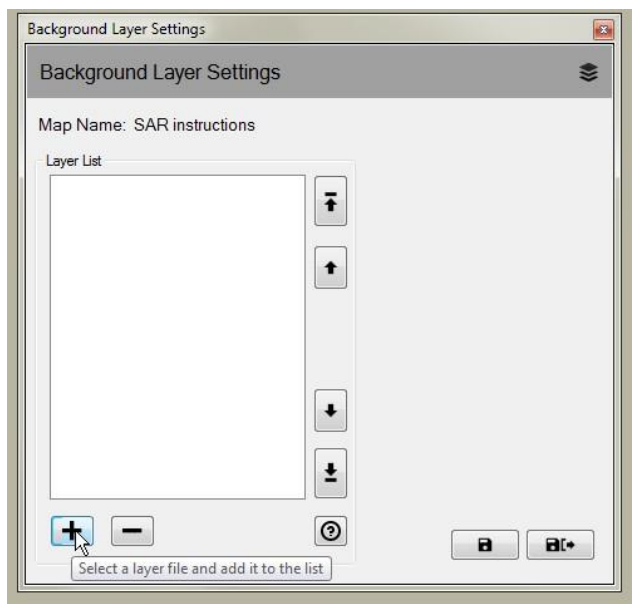 Background Layer Settings
Background Layer Settings
Map Name: SAR instructions
Layer List
Select a layer file and add it to the list